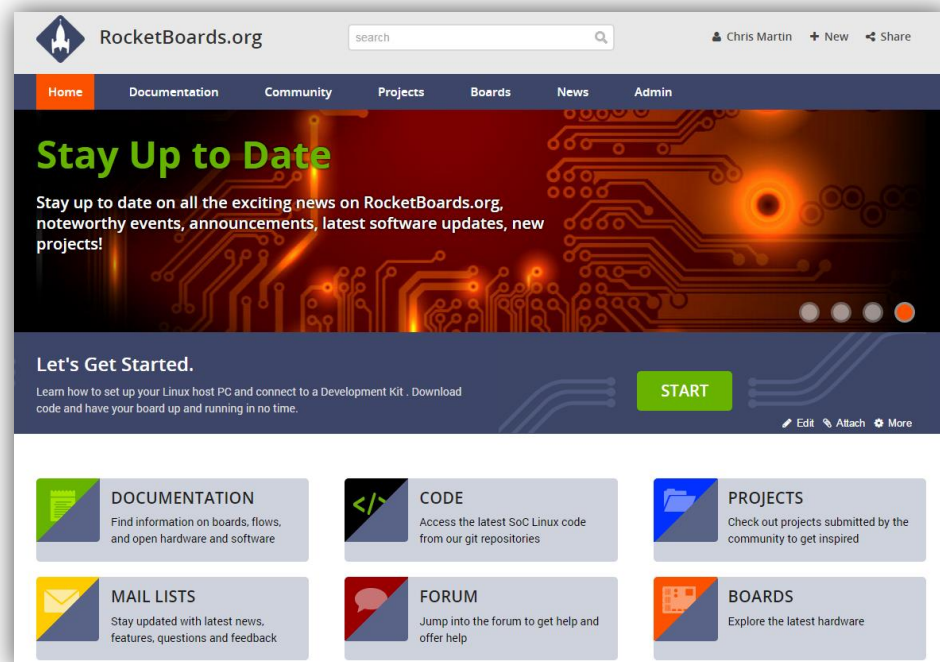 RocketBoards.org
search
Chris Martin
New
Share
Home
Documentation
Community
Projects
Boards
News
Admin
Stay Up to Date
Stay up to date on all the exciting news on RocketBoards.org,
noteworthy events, announcements, latest software updates, new
projects!
Let's Get Started.
Learn how to set up your Linux host PC and connect to a Development Kit . Download
code and have your board up and running in no time.
START
Edit
Attach
More
DOCUMENTATION
Find information on boards, flows,
and open hardware and software
</>
CODE
Access the latest SoC Linux code
from our git repositories
PROJECTS
Check out projects submitted by the
community to get inspired
MAIL LISTS
Stay updated with latest news,
features, questions and feedback
FORUM
Jump into the forum to get help and
offer help
BOARDS
Explore the latest hardware